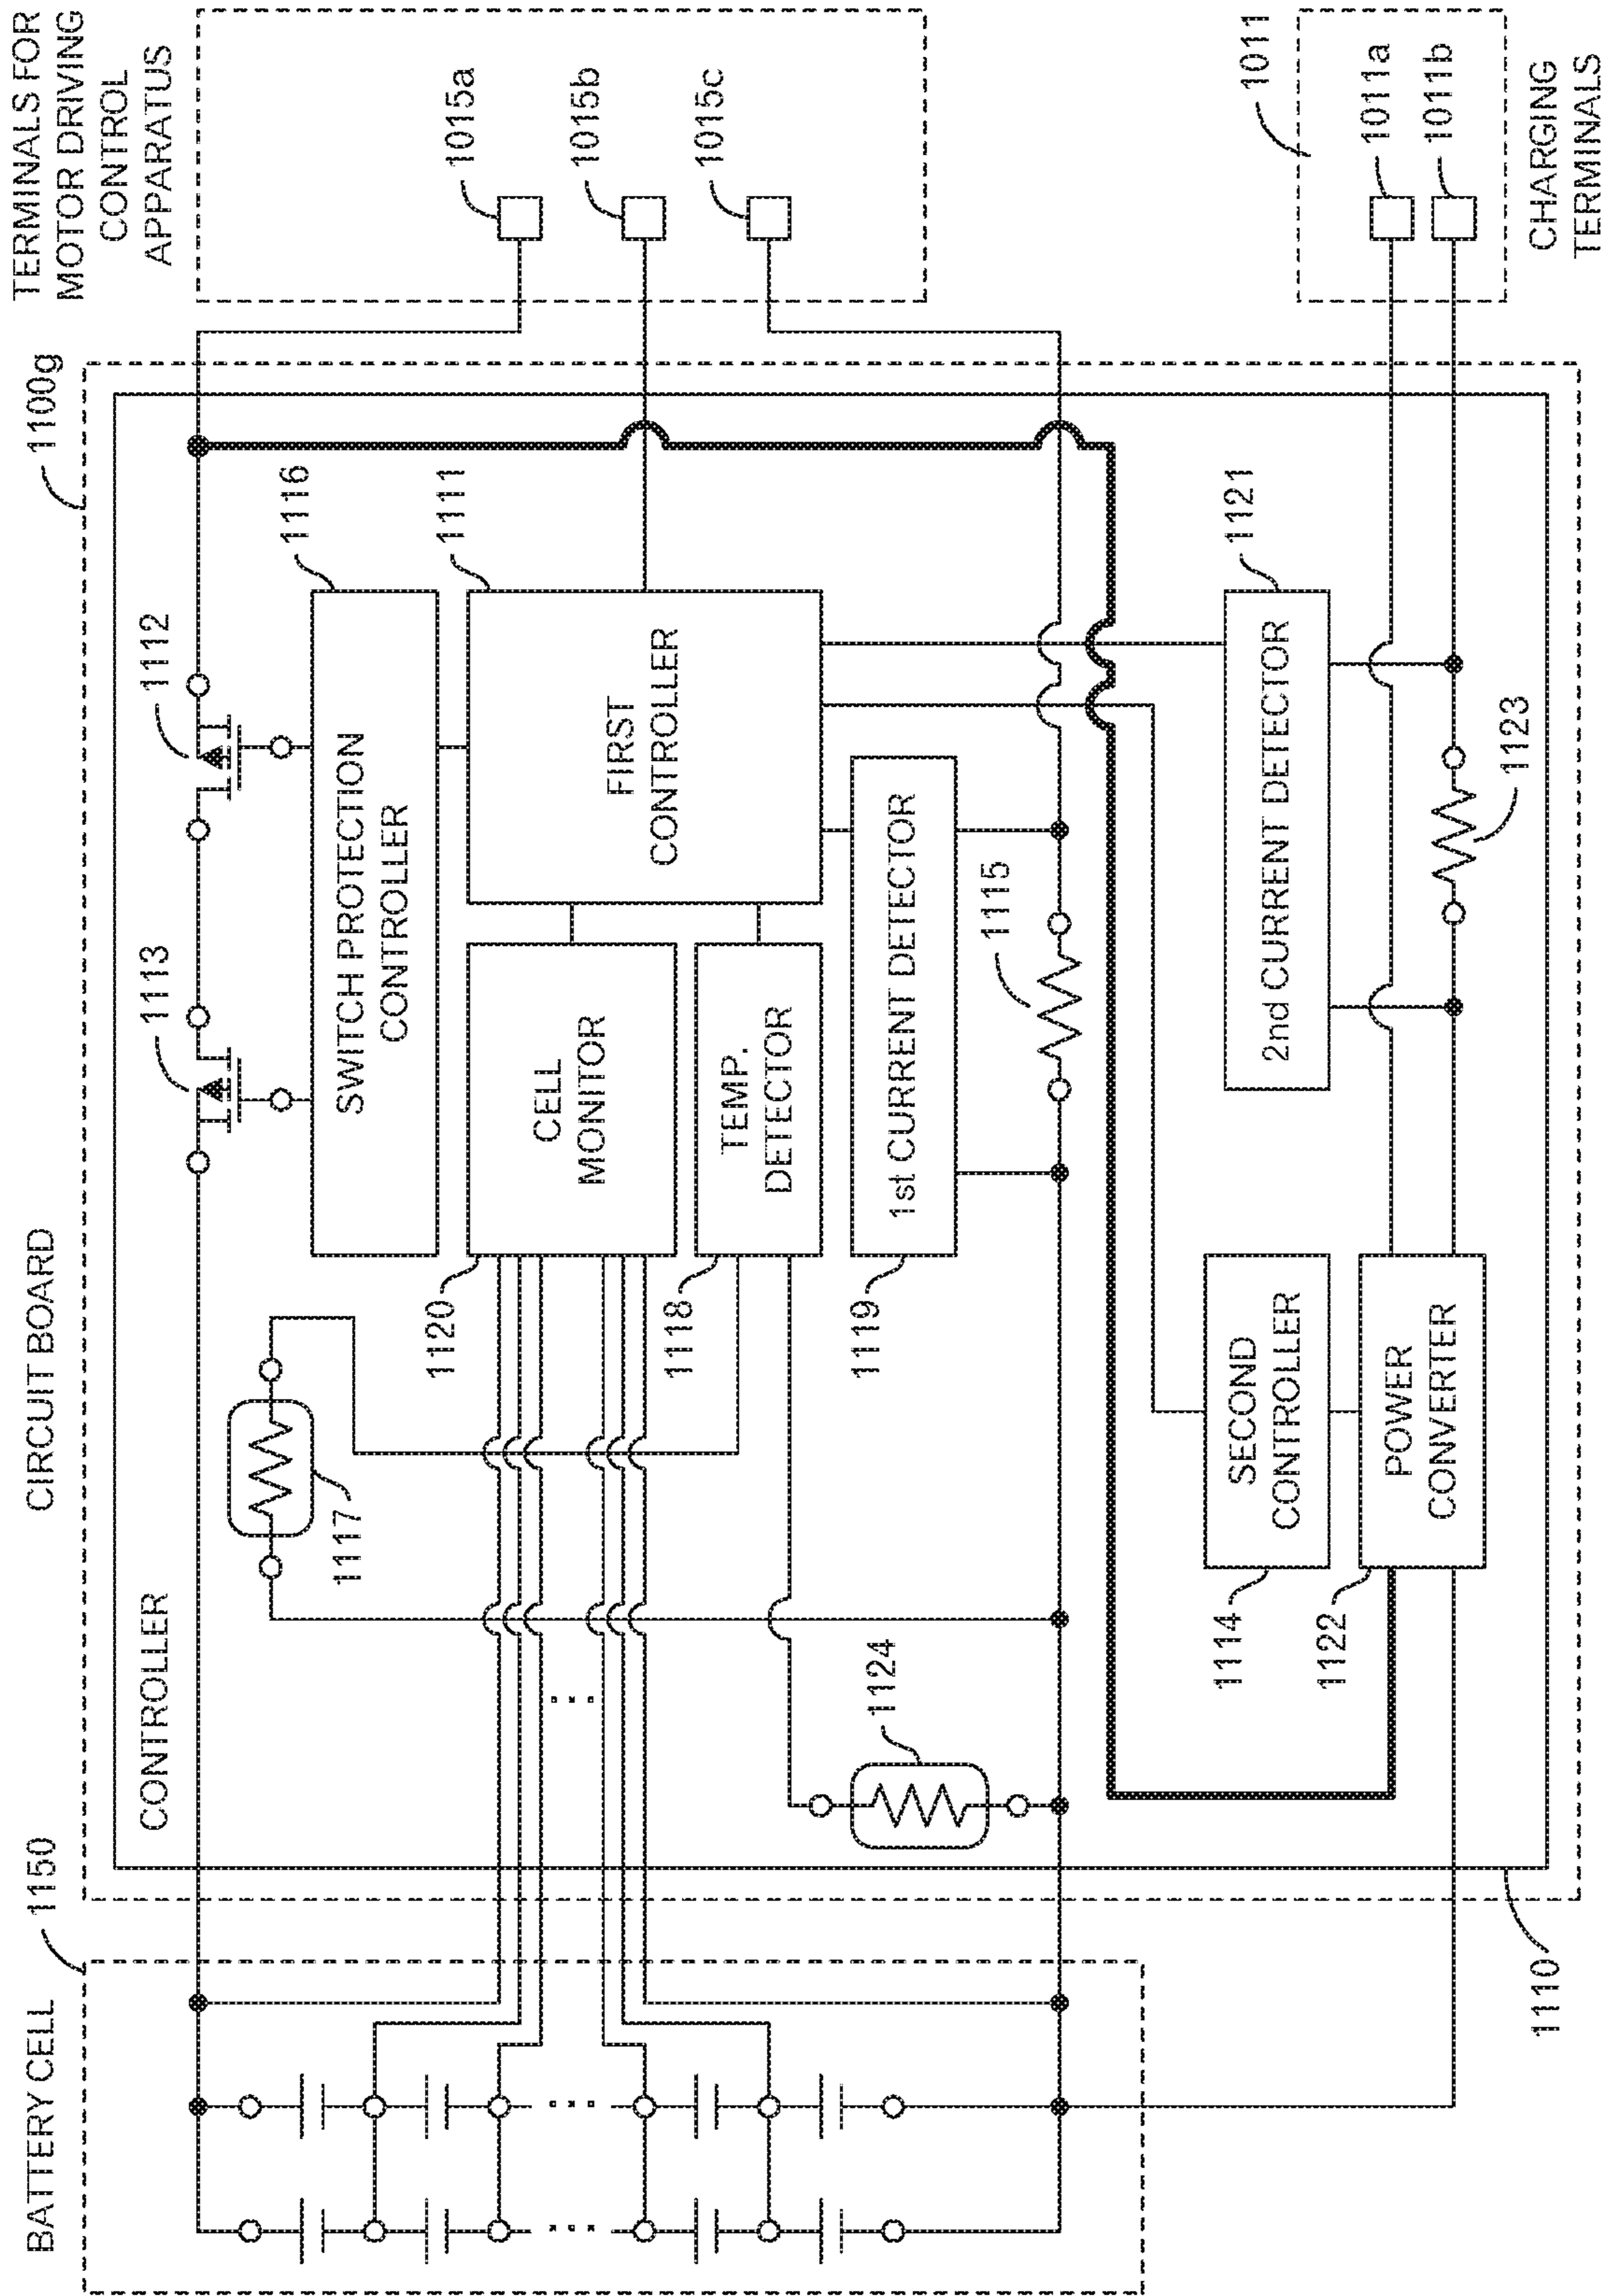 BATTERY CELL
1150
CIRCUIT BOARD
1100g
TERMINALS FOR
MOTOR DRIVING
CONTROL
APPARATUS
CONTROLLER
1113
1112
1117
SWITCH PROTECTION
CONTROLLER
1116
1015a
1120
CELL
MONITOR
FIRST
CONTROLLER
1111
1015b
1118
TEMP.
DETECTOR
1015c
1124
1119
1st CURRENT DETECTOR
1115
1114
SECOND
CONTROLLER
2nd CURRENT DETECTOR
1121
1011
1122
POWER
CONVERTER
1011a
1011b
1123
1110
CHARGING
TERMINALS